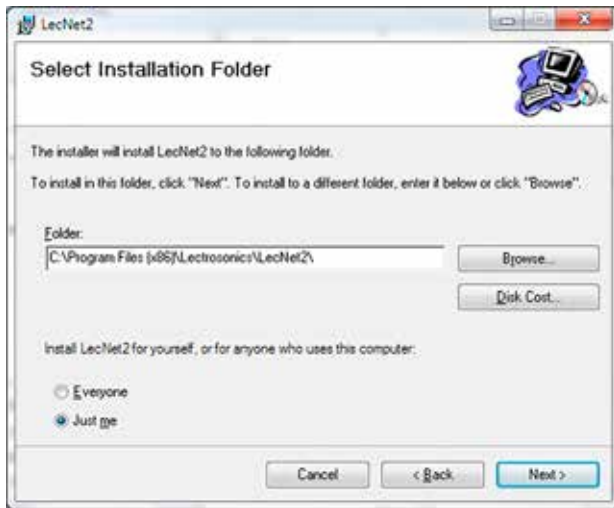 LecNet2
Select Installation Folder
The installer will install LecNet2 to the following folder.
To install in this folder, click "Next". To install to a different folder, enter it below or click "Browse".
Folder:
C:\Program Files (x86)\Lectrosonics\LecNet2\
Browse...
Disk Cost...
Install LecNet2 for yourself, or for anyone who uses this computer:
Everyone
Just me
Cancel
< Back
Next >